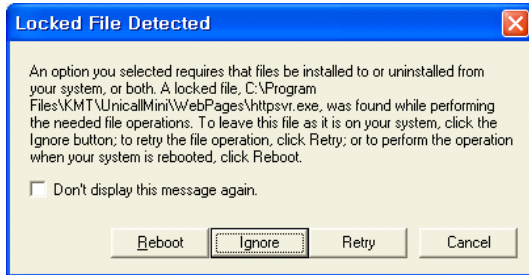 Locked File Detected
An option you selected requires that files be installed to or uninstalled from
your system, or both. A locked file, C:\Program
Files\KMT\UnicallMini\WebPages\httpsvr.exe, was found while performing
the needed file operations. To leave this file as it is on your system, click the
Ignore button; to retry the file operation, click Retry; or to perform the operation
when your system is rebooted, click Reboot.
Don't display this message again.
Reboot Ignore Retry Cancel